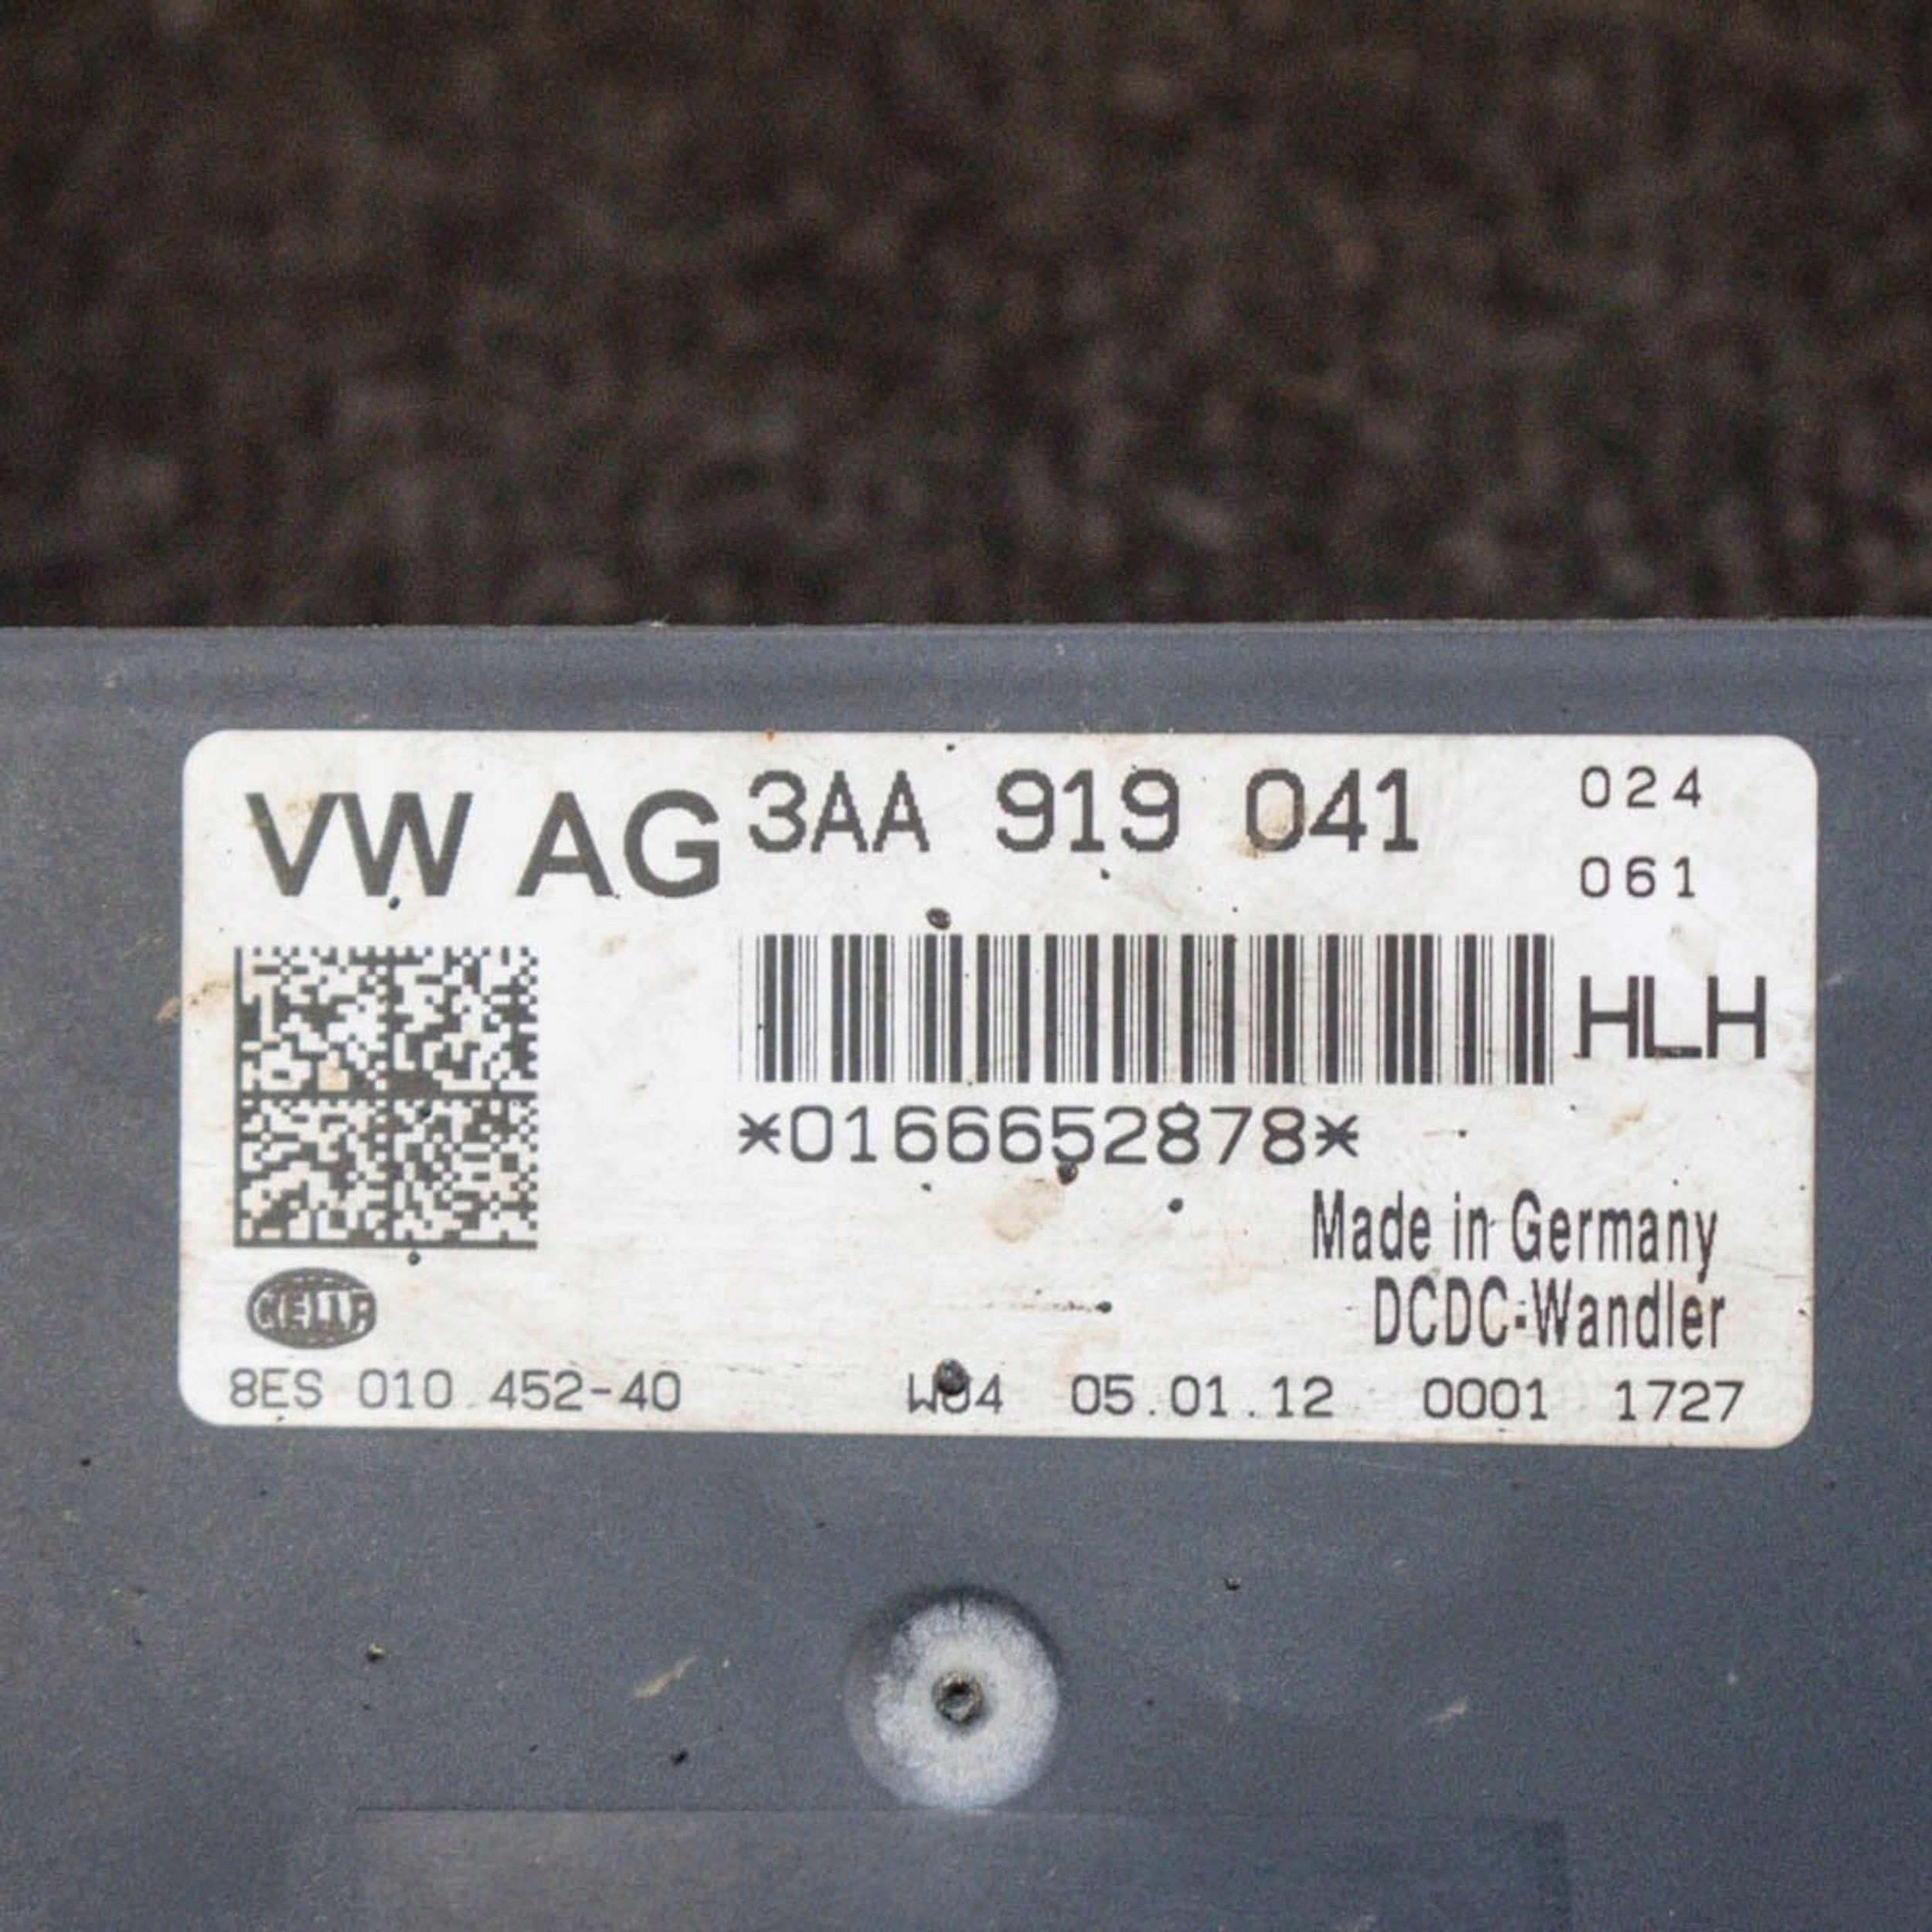 VW AG 3AA 919 041 024
061
HLH
*0166652878*
Made in Germany
DCDC-Wandler
HELLA
8ES 010.452-40 W04 05.01.12 0001 1727